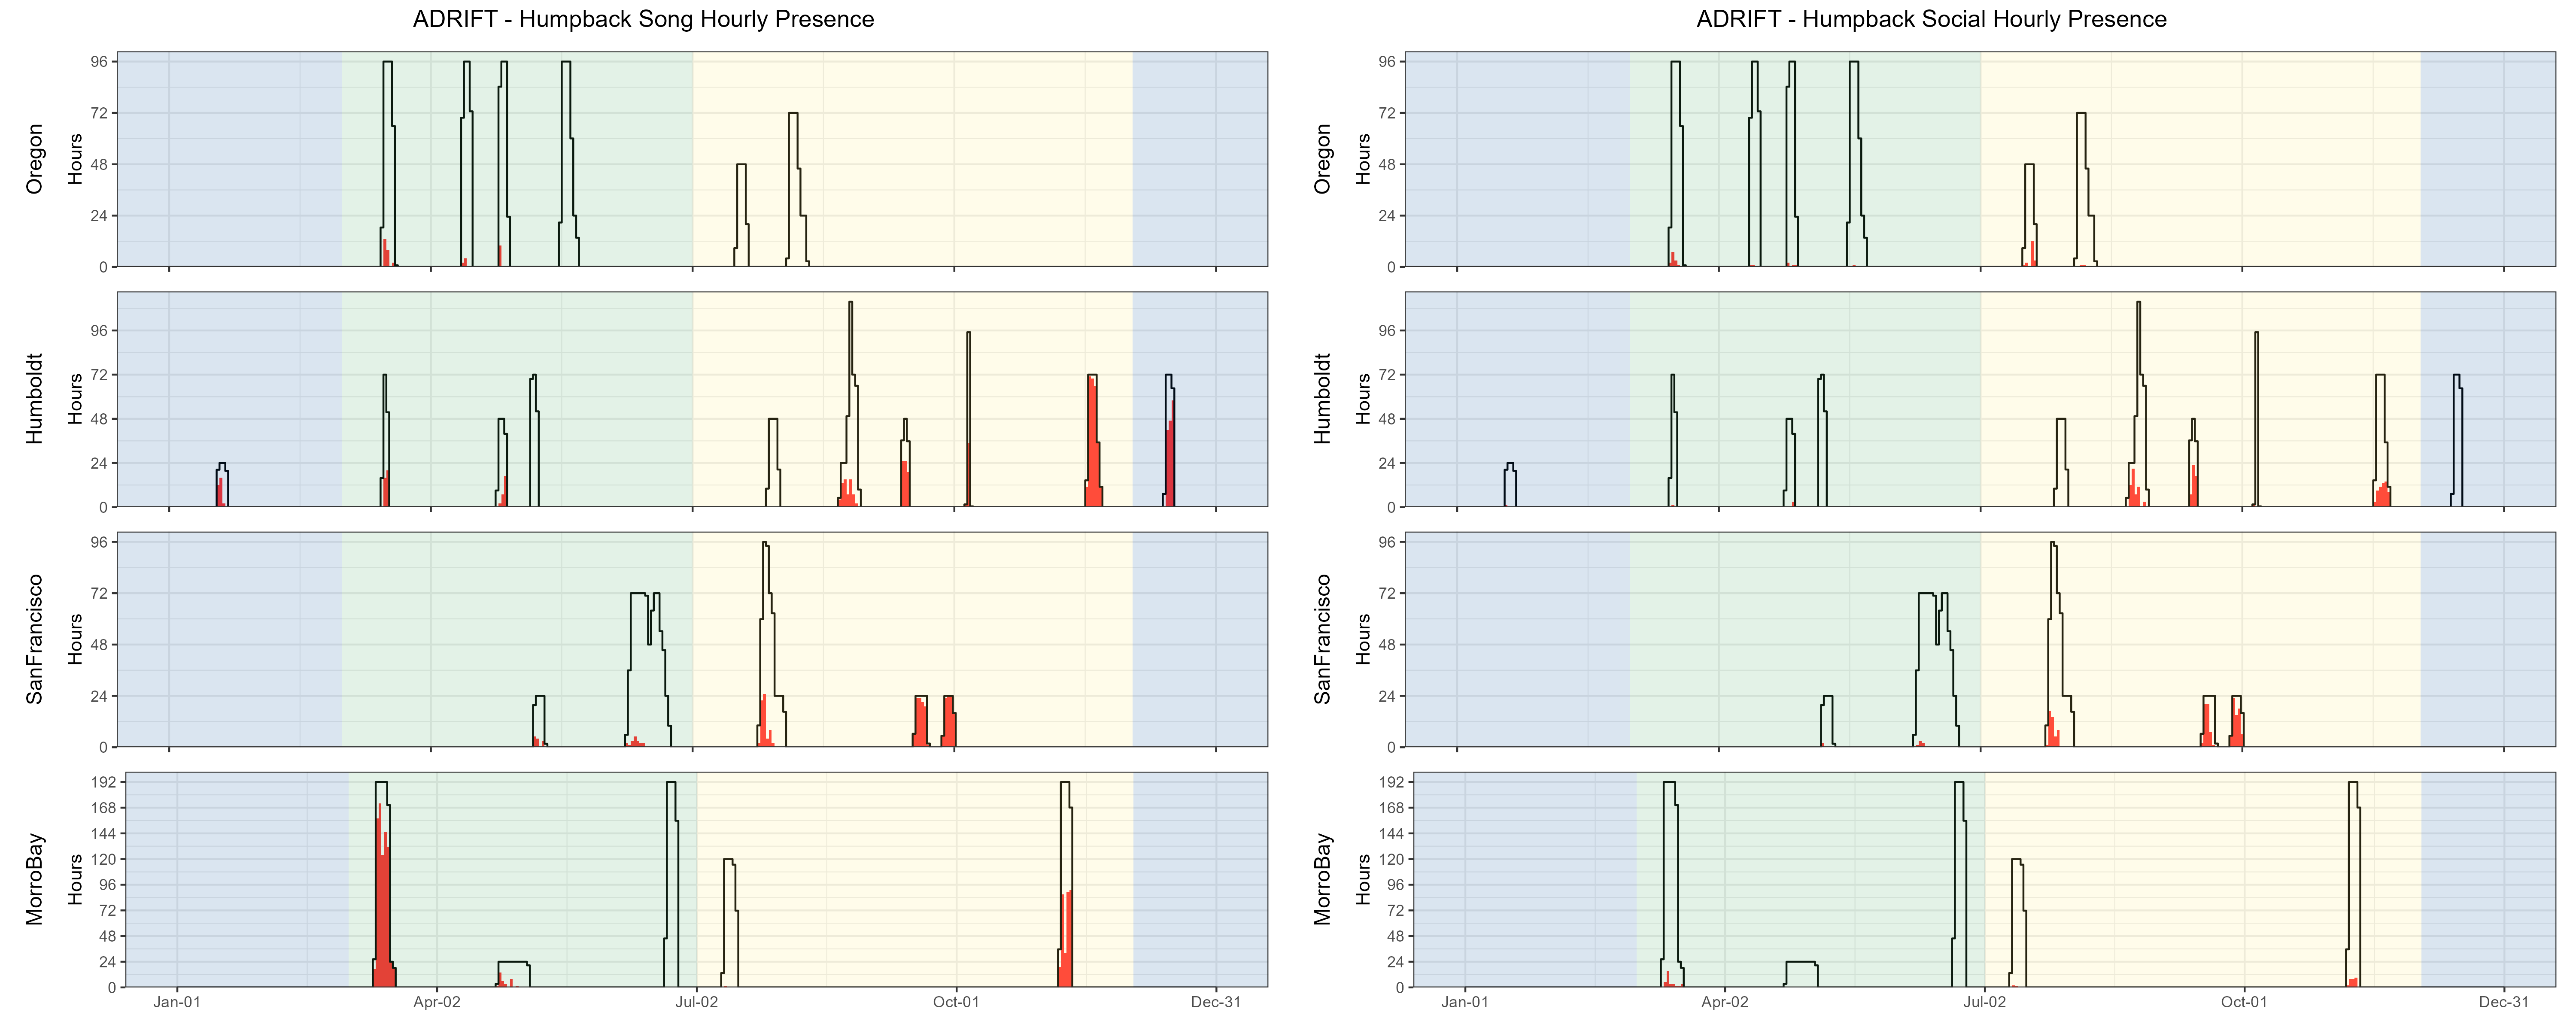 ADRIFT - Humpback Song Hourly Presence
Oregon
Hours
96
72
48
24
0
Humboldt
Hours
96
72
48
24
0
SanFrancisco
Hours
96
72
48
24
0
MorroBay
Hours
192
168
144
120
96
72
48
24
0
Jan-01 Apr-02 Jul-02 Oct-01 Dec-31
ADRIFT - Humpback Social Hourly Presence
Oregon
Hours
96
72
48
24
0
Humboldt
Hours
96
72
48
24
0
SanFrancisco
Hours
96
72
48
24
0
MorroBay
Hours
192
168
144
120
96
72
48
24
0
Jan-01 Apr-02 Jul-02 Oct-01 Dec-31